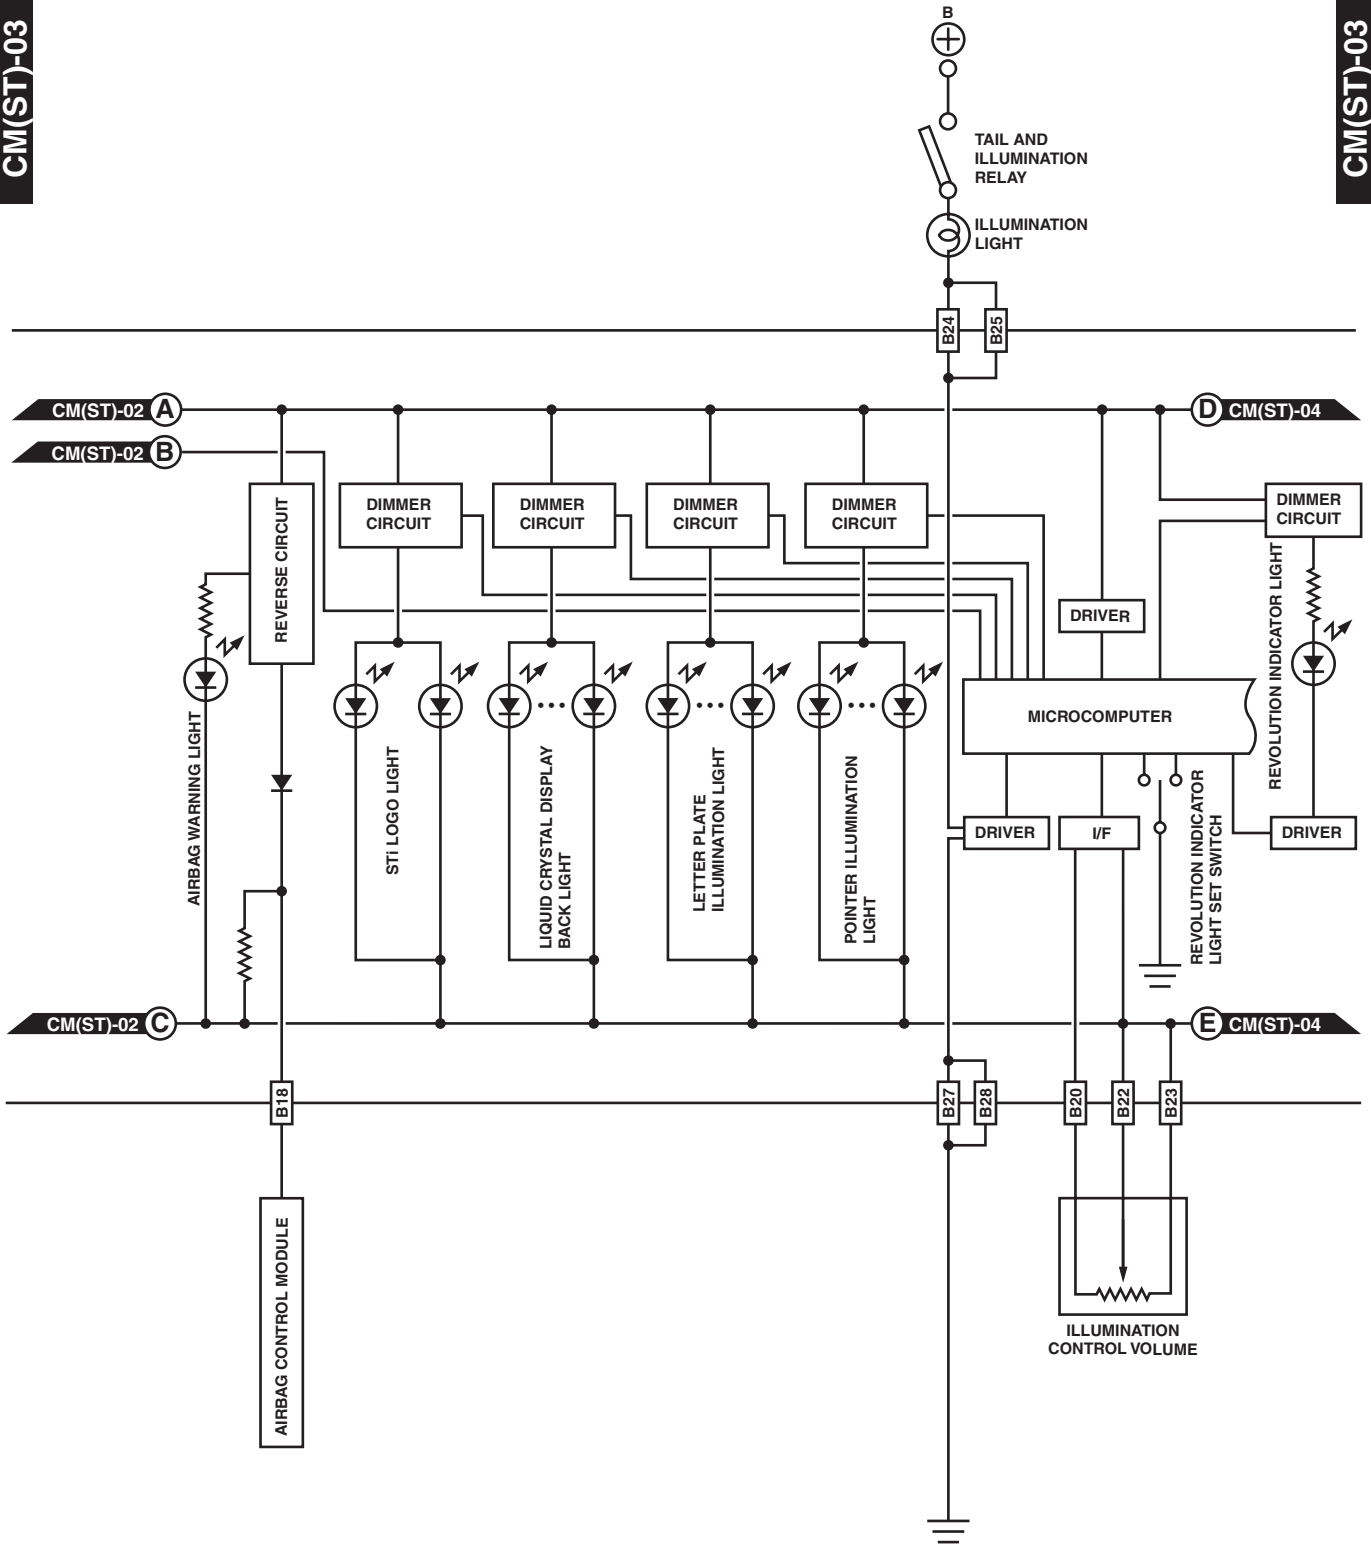 CM(ST)-03
CM(ST)-03
B
TAIL AND
ILLUMINATION
RELAY
ILLUMINATION
LIGHT
B24
B25
CM(ST)-02
A
D
CM(ST)-04
CM(ST)-02
B
REVERSE CIRCUIT
DIMMER
CIRCUIT
DIMMER
CIRCUIT
DIMMER
CIRCUIT
DIMMER
CIRCUIT
DIMMER
CIRCUIT
DRIVER
REVOLUTION INDICATOR LIGHT
MICROCOMPUTER
AIRBAG WARNING LIGHT
STi LOGO LIGHT
LIQUID CRYSTAL DISPLAY
BACK LIGHT
LETTER PLATE
ILLUMINATION LIGHT
POINTER ILLUMINATION
LIGHT
DRIVER
I/F
REVOLUTION INDICATOR
LIGHT SET SWITCH
DRIVER
CM(ST)-02
C
E
CM(ST)-04
B18
B27
B28
B20
B22
B23
AIRBAG CONTROL MODULE
ILLUMINATION
CONTROL VOLUME